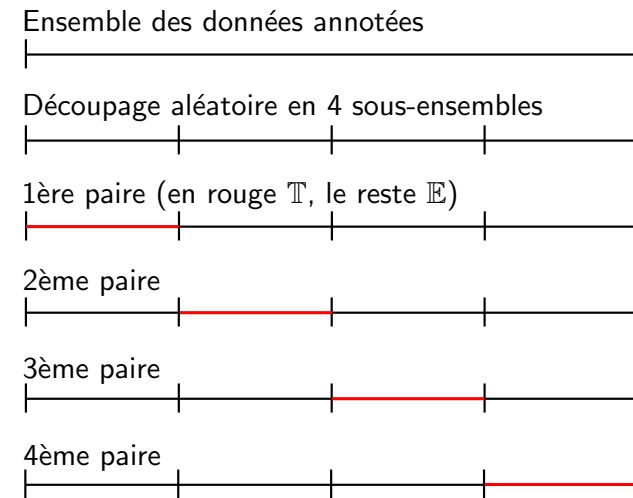 Ensemble des données annotées
Découpage aléatoire en 4 sous-ensembles
1ère paire (en rouge 𝕋, le reste 𝔼)
2ème paire
3ème paire
4ème paire